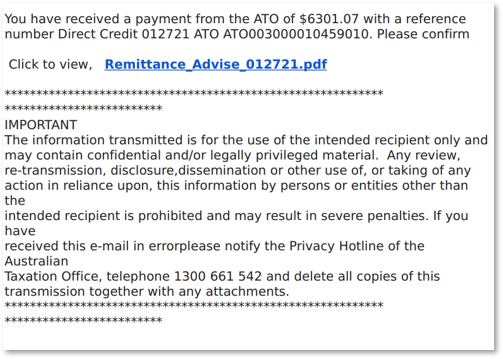 You have received a payment from the ATO of $6301.07 with a reference
number Direct Credit 012721 ATO ATO003000010459010. Please confirm
Click to view,   Remittance_Advise_012721.pdf
************************************************************
*************************
IMPORTANT
The information transmitted is for the use of the intended recipient only and
may contain confidential and/or legally privileged material.  Any review,
re-transmission, disclosure,dissemination or other use of, or taking of any
action in reliance upon, this information by persons or entities other than
the
intended recipient is prohibited and may result in severe penalties. If you
have
received this e-mail in errorplease notify the Privacy Hotline of the
Australian
Taxation Office, telephone 1300 661 542 and delete all copies of this
transmission together with any attachments.
************************************************************
*************************